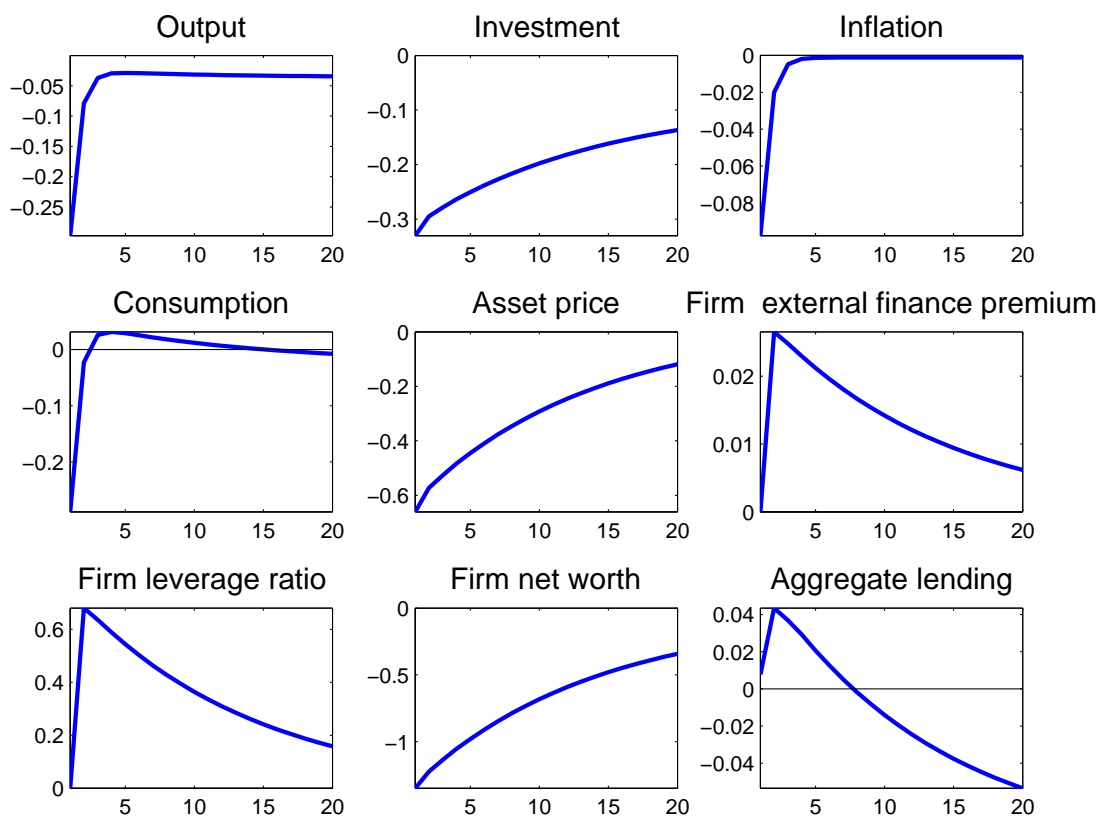 Output
Investment
Inflation
−0.05
−0.1
−0.15
−0.2
−0.25
5 10 15 20
0
−0.1
−0.2
−0.3
5 10 15 20
0
−0.02
−0.04
−0.06
−0.08
5 10 15 20
Consumption
Asset price
Firm external finance premium
0
−0.1
−0.2
5 10 15 20
0
−0.2
−0.4
−0.6
5 10 15 20
0.02
0.01
0
5 10 15 20
Firm leverage ratio
Firm net worth
Aggregate lending
0.6
0.4
0.2
0
5 10 15 20
0
−0.5
−1
5 10 15 20
0.04
0.02
0
−0.02
−0.04
5 10 15 20